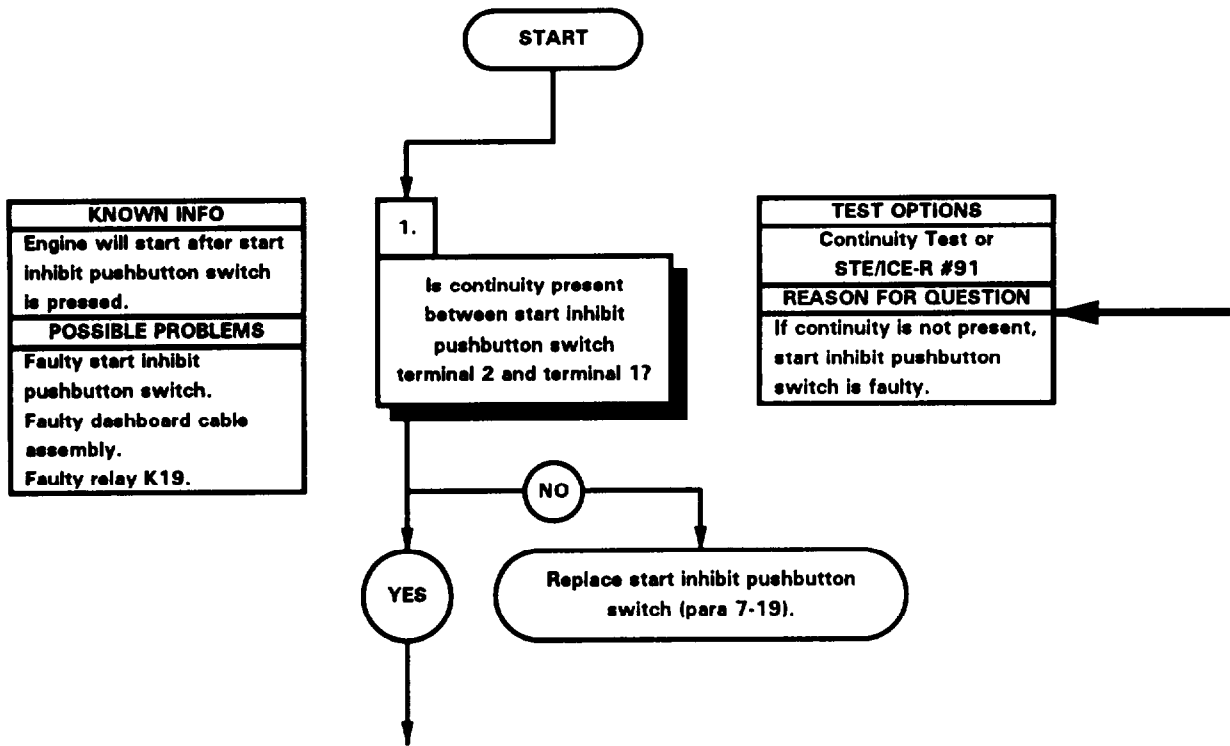 START
KNOWN INFO
Engine will start after start
inhibit pushbutton switch
is pressed.
POSSIBLE PROBLEMS
Faulty start inhibit
pushbutton switch.
Faulty dashboard cable
assembly.
Faulty relay K19.
1.
Is continuity present
between start inhibit
pushbutton switch
terminal 2 and terminal 1?
TEST OPTIONS
Continuity Test or
STE/ICE-R #91
REASON FOR QUESTION
If continuity is not present,
start inhibit pushbutton
switch is faulty.
NO
YES
Replace start inhibit pushbutton
switch (para 7-19).